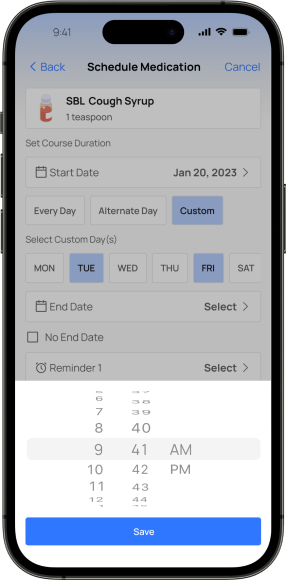 9:41
Back Schedule Medication Cancel
SBL Cough Syrup
1 teaspoon
Set Course Duration
Start Date Jan 20, 2023
Every Day Alternate Day Custom
Select Custom Day(s)
MON TUE WED THU FRI SAT
End Date Select
No End Date
Reminder 1 Select
6 38
7 39
8 40
9 41 AM
10 42 PM
11 43
12 44
Save